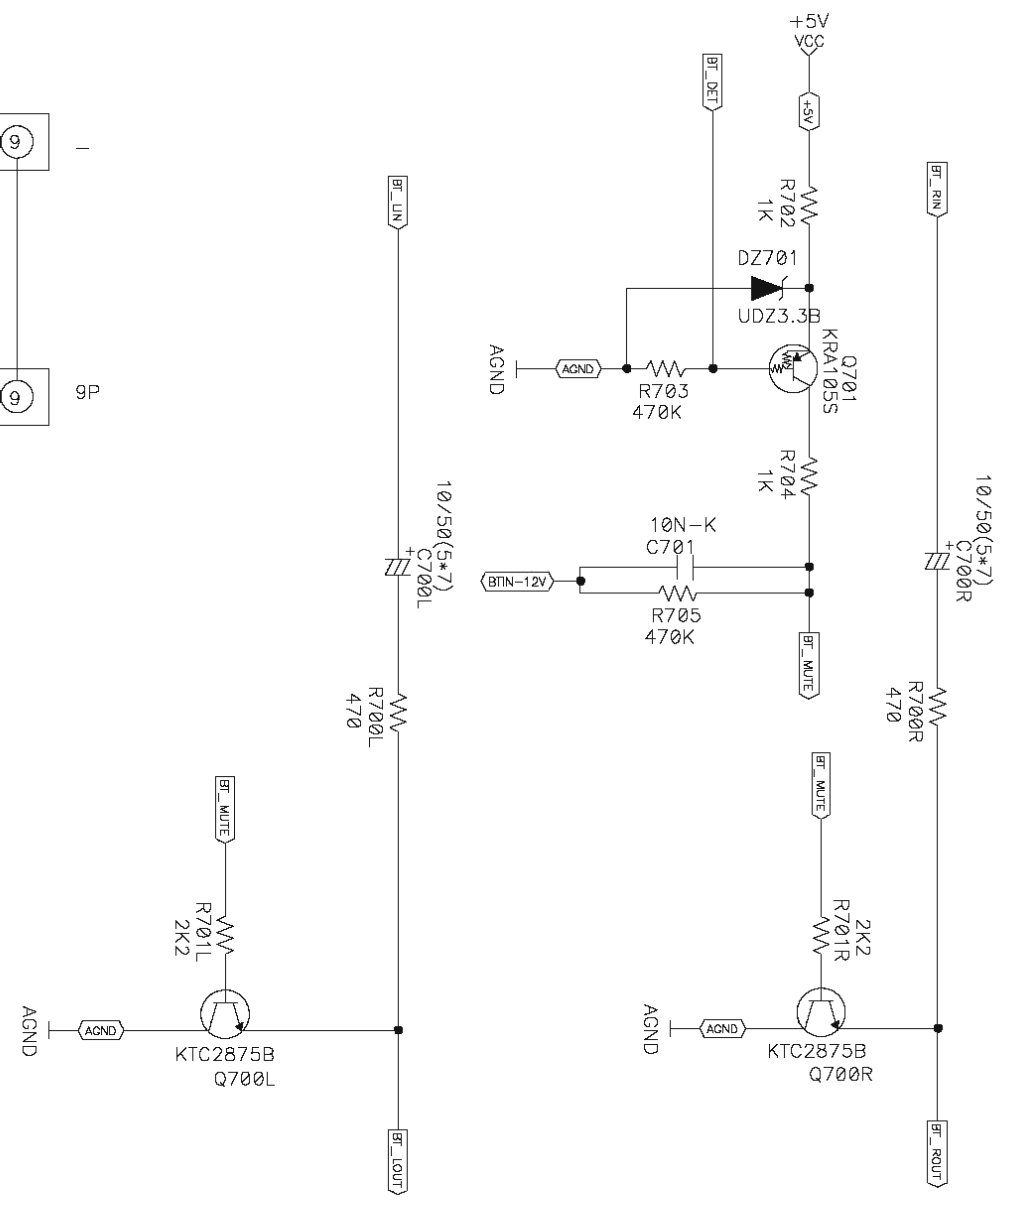 +5V
VCC
+5V
BT_DET
BT_RIN
BT_LIN
9
-
R702
1K
DZ701
UDZ3.3B
Q701
KRA105S
AGND
AGND
R703
470K
9
9P
R704
1K
10/50(5*7)
C700L
10/50(5*7)
C700R
+
+
10N-K
C701
BTIN-12V
R705
470K
BT_MUTE
R700L
470
R700R
470
BT_MUTE
BT_MUTE
R701L
2K2
2K2
R701R
AGND
AGND
KTC2875B
Q700L
AGND
AGND
KTC2875B
Q700R
BT_LOUT
BT_ROUT